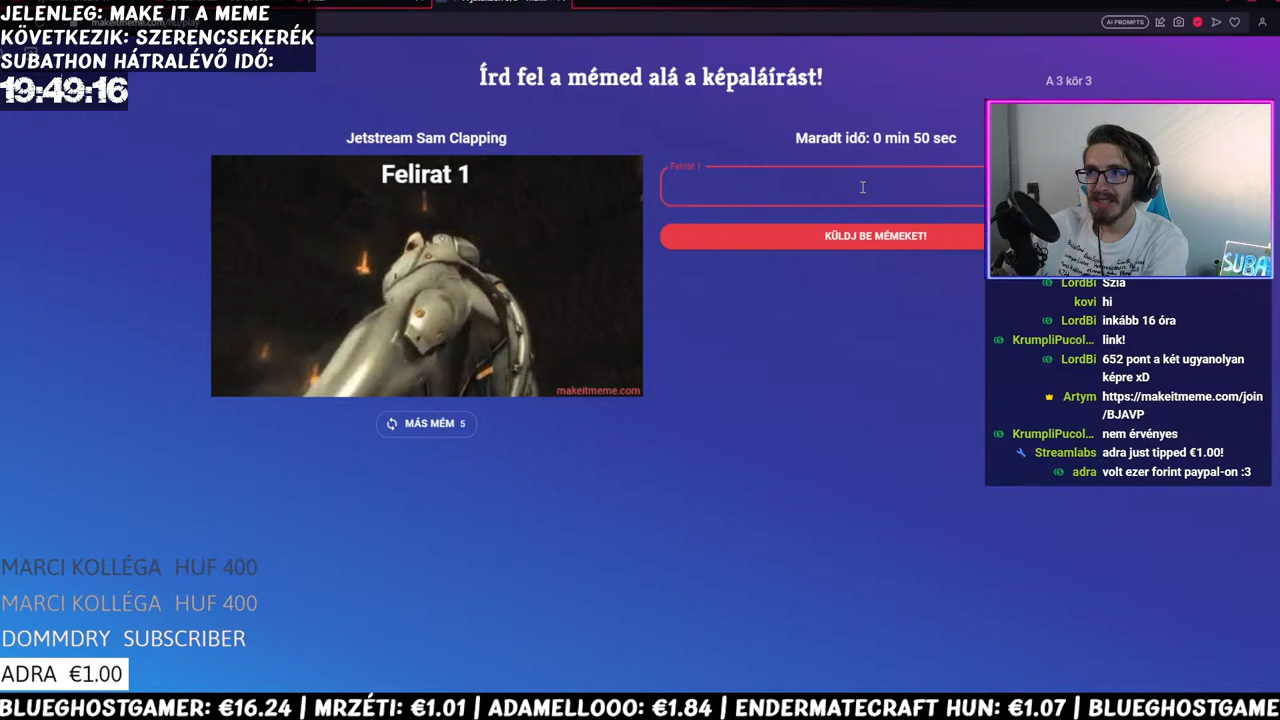 JELENLEG: MAKE IT A MEME
KÖVETKEZIK: SZERENCSEKERÉK
SUBATHON HÁTRALÉVŐ IDŐ:
19:49:16
AI PROMPTS
Írd fel a mémed alá a képaláírást!
A 3 kör 3
Jetstream Sam Clapping
Felirat 1
makeitmeme.com
MÁS MÉM 5
Maradt idő: 0 min 50 sec
Felirat 1
KÜLDJ BE MÉMEKET!
SUBA
LordBi Szia
kovi hi
LordBi inkább 16 óra
KrumpliPucol... link!
LordBi 652 pont a két ugyanolyan
képre xD
Artym https://makeitmeme.com/join
/BJAVP
KrumpliPucol... nem érvényes
Streamlabs adra just tipped €1.00!
adra volt ezer forint paypal-on :3
MARCI KOLLÉGA HUF 400
MARCI KOLLÉGA HUF 400
DOMMDRY SUBSCRIBER
ADRA €1.00
BLUEGHOSTGAMER: €16.24 | MRZÉTI: €1.01 | ADAMELLOOO: €1.84 | ENDERMATECRAFT HUN: €1.07 | BLUEGHOSTGAME